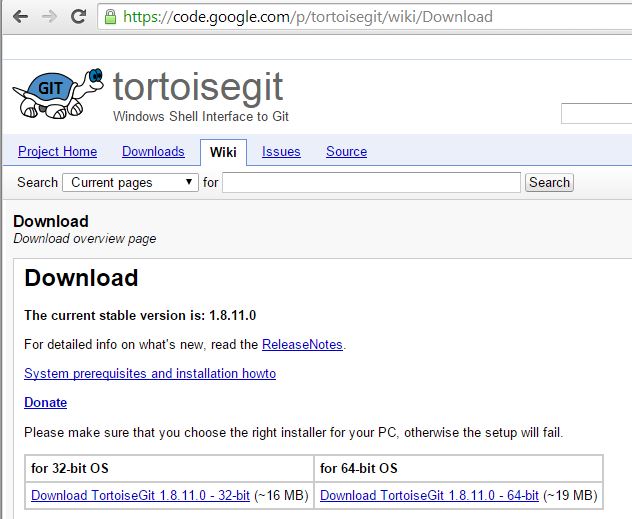 https://code.google.com/p/tortoisegit/wiki/Download
GIT
tortoisegit
Windows Shell Interface to Git
Project Home Downloads Wiki Issues Source
Search Current pages for Search
Download
Download overview page
Download
The current stable version is: 1.8.11.0
For detailed info on what's new, read the ReleaseNotes.
System prerequisites and installation howto
Donate
Please make sure that you choose the right installer for your PC, otherwise the setup will fail.
for 32-bit OS for 64-bit OS
Download TortoiseGit 1.8.11.0 - 32-bit (~16 MB) Download TortoiseGit 1.8.11.0 - 64-bit (~19 MB)